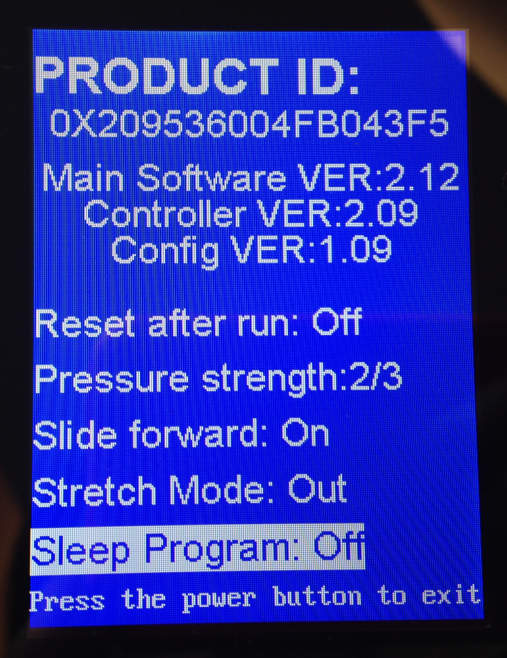 PRODUCT ID:
0X209536004FB043F5
Main Software VER:2.12
Controller VER:2.09
Config VER:1.09
Reset after run: Off
Pressure strength:2/3
Slide forward: On
Stretch Mode: Out
Sleep Program: Off
Press the power button to exit